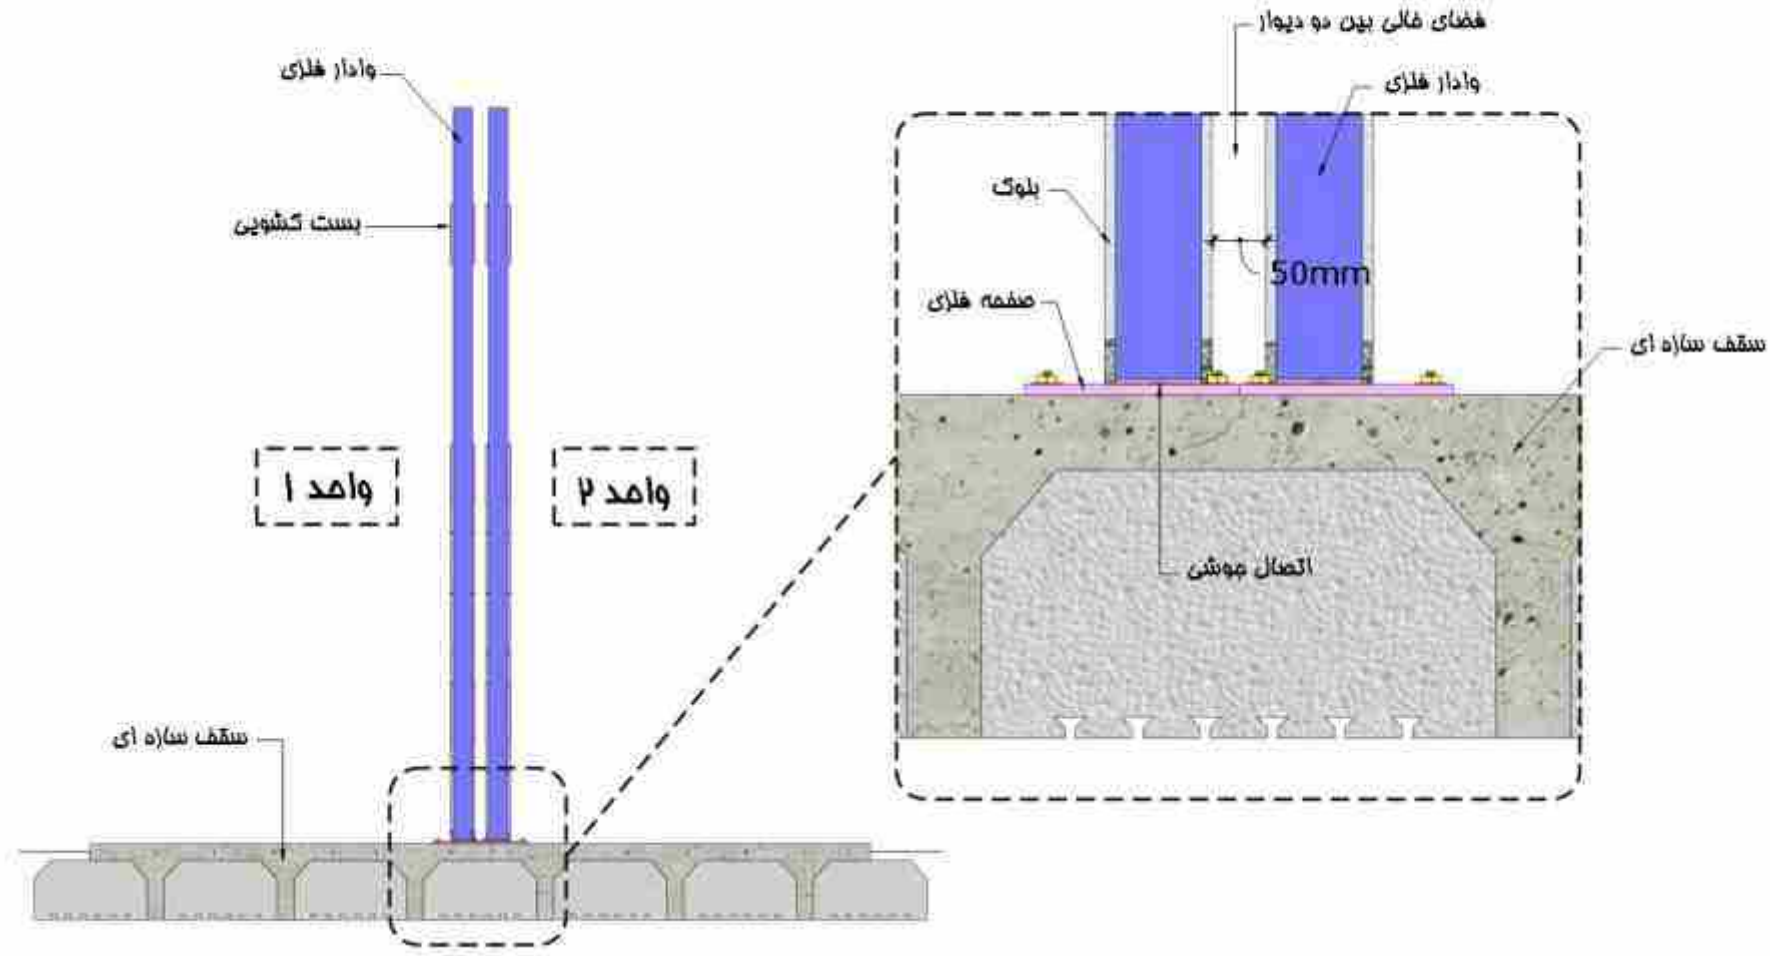 فضای خالی بین دو دیوار
وادار فلزی
وادار فلزی
بلوک
بست کشویی
50mm
صفحه فلزی
سقف سازه ای
واحد ۱
واحد ۲
اتصال جوشی
سقف سازه ای